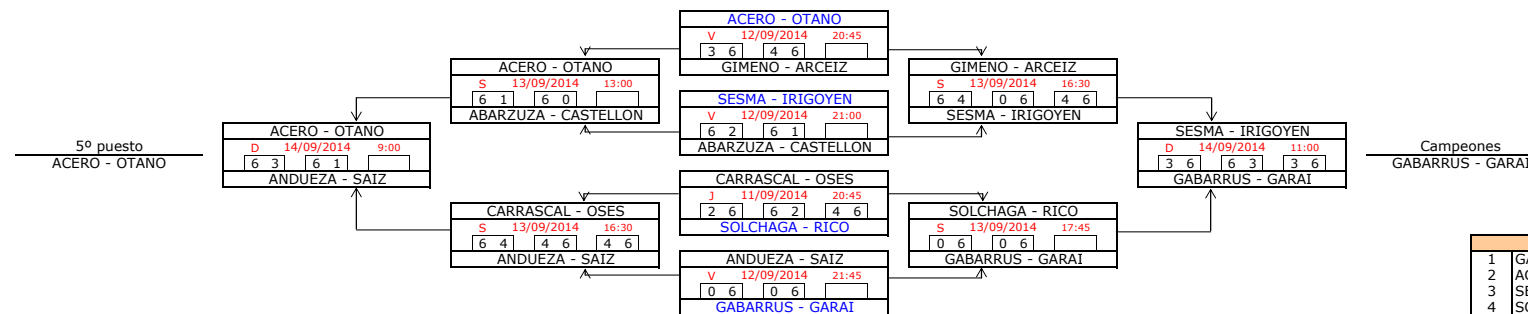 ACERO - OTANO
V 12/09/2014 20:45
3 6 4 6
GIMENO - ARCEIZ
ACERO - OTANO
S 13/09/2014 13:00
6 1 6 0
ABARZUZA - CASTELLON
GIMENO - ARCEIZ
S 13/09/2014 16:30
6 4 0 6 4 6
SESMA - IRIGOYEN
SESMA - IRIGOYEN
V 12/09/2014 21:00
6 2 6 1
ABARZUZA - CASTELLON
5º puesto
ACERO - OTANO
ACERO - OTANO
D 14/09/2014 9:00
6 3 6 1
ANDUEZA - SAIZ
SESMA - IRIGOYEN
D 14/09/2014 11:00
3 6 6 3 3 6
GABARRUS - GARAI
Campeones
GABARRUS - GARAI
CARRASCAL - OSES
J 11/09/2014 20:45
2 6 6 2 4 6
SOLCHAGA - RICO
CARRASCAL - OSES
S 13/09/2014 16:30
6 4 4 6 4 6
ANDUEZA - SAIZ
SOLCHAGA - RICO
S 13/09/2014 17:45
0 6 0 6
GABARRUS - GARAI
ANDUEZA - SAIZ
V 12/09/2014 21:45
0 6 0 6
GABARRUS - GARAI
1
2
3
4